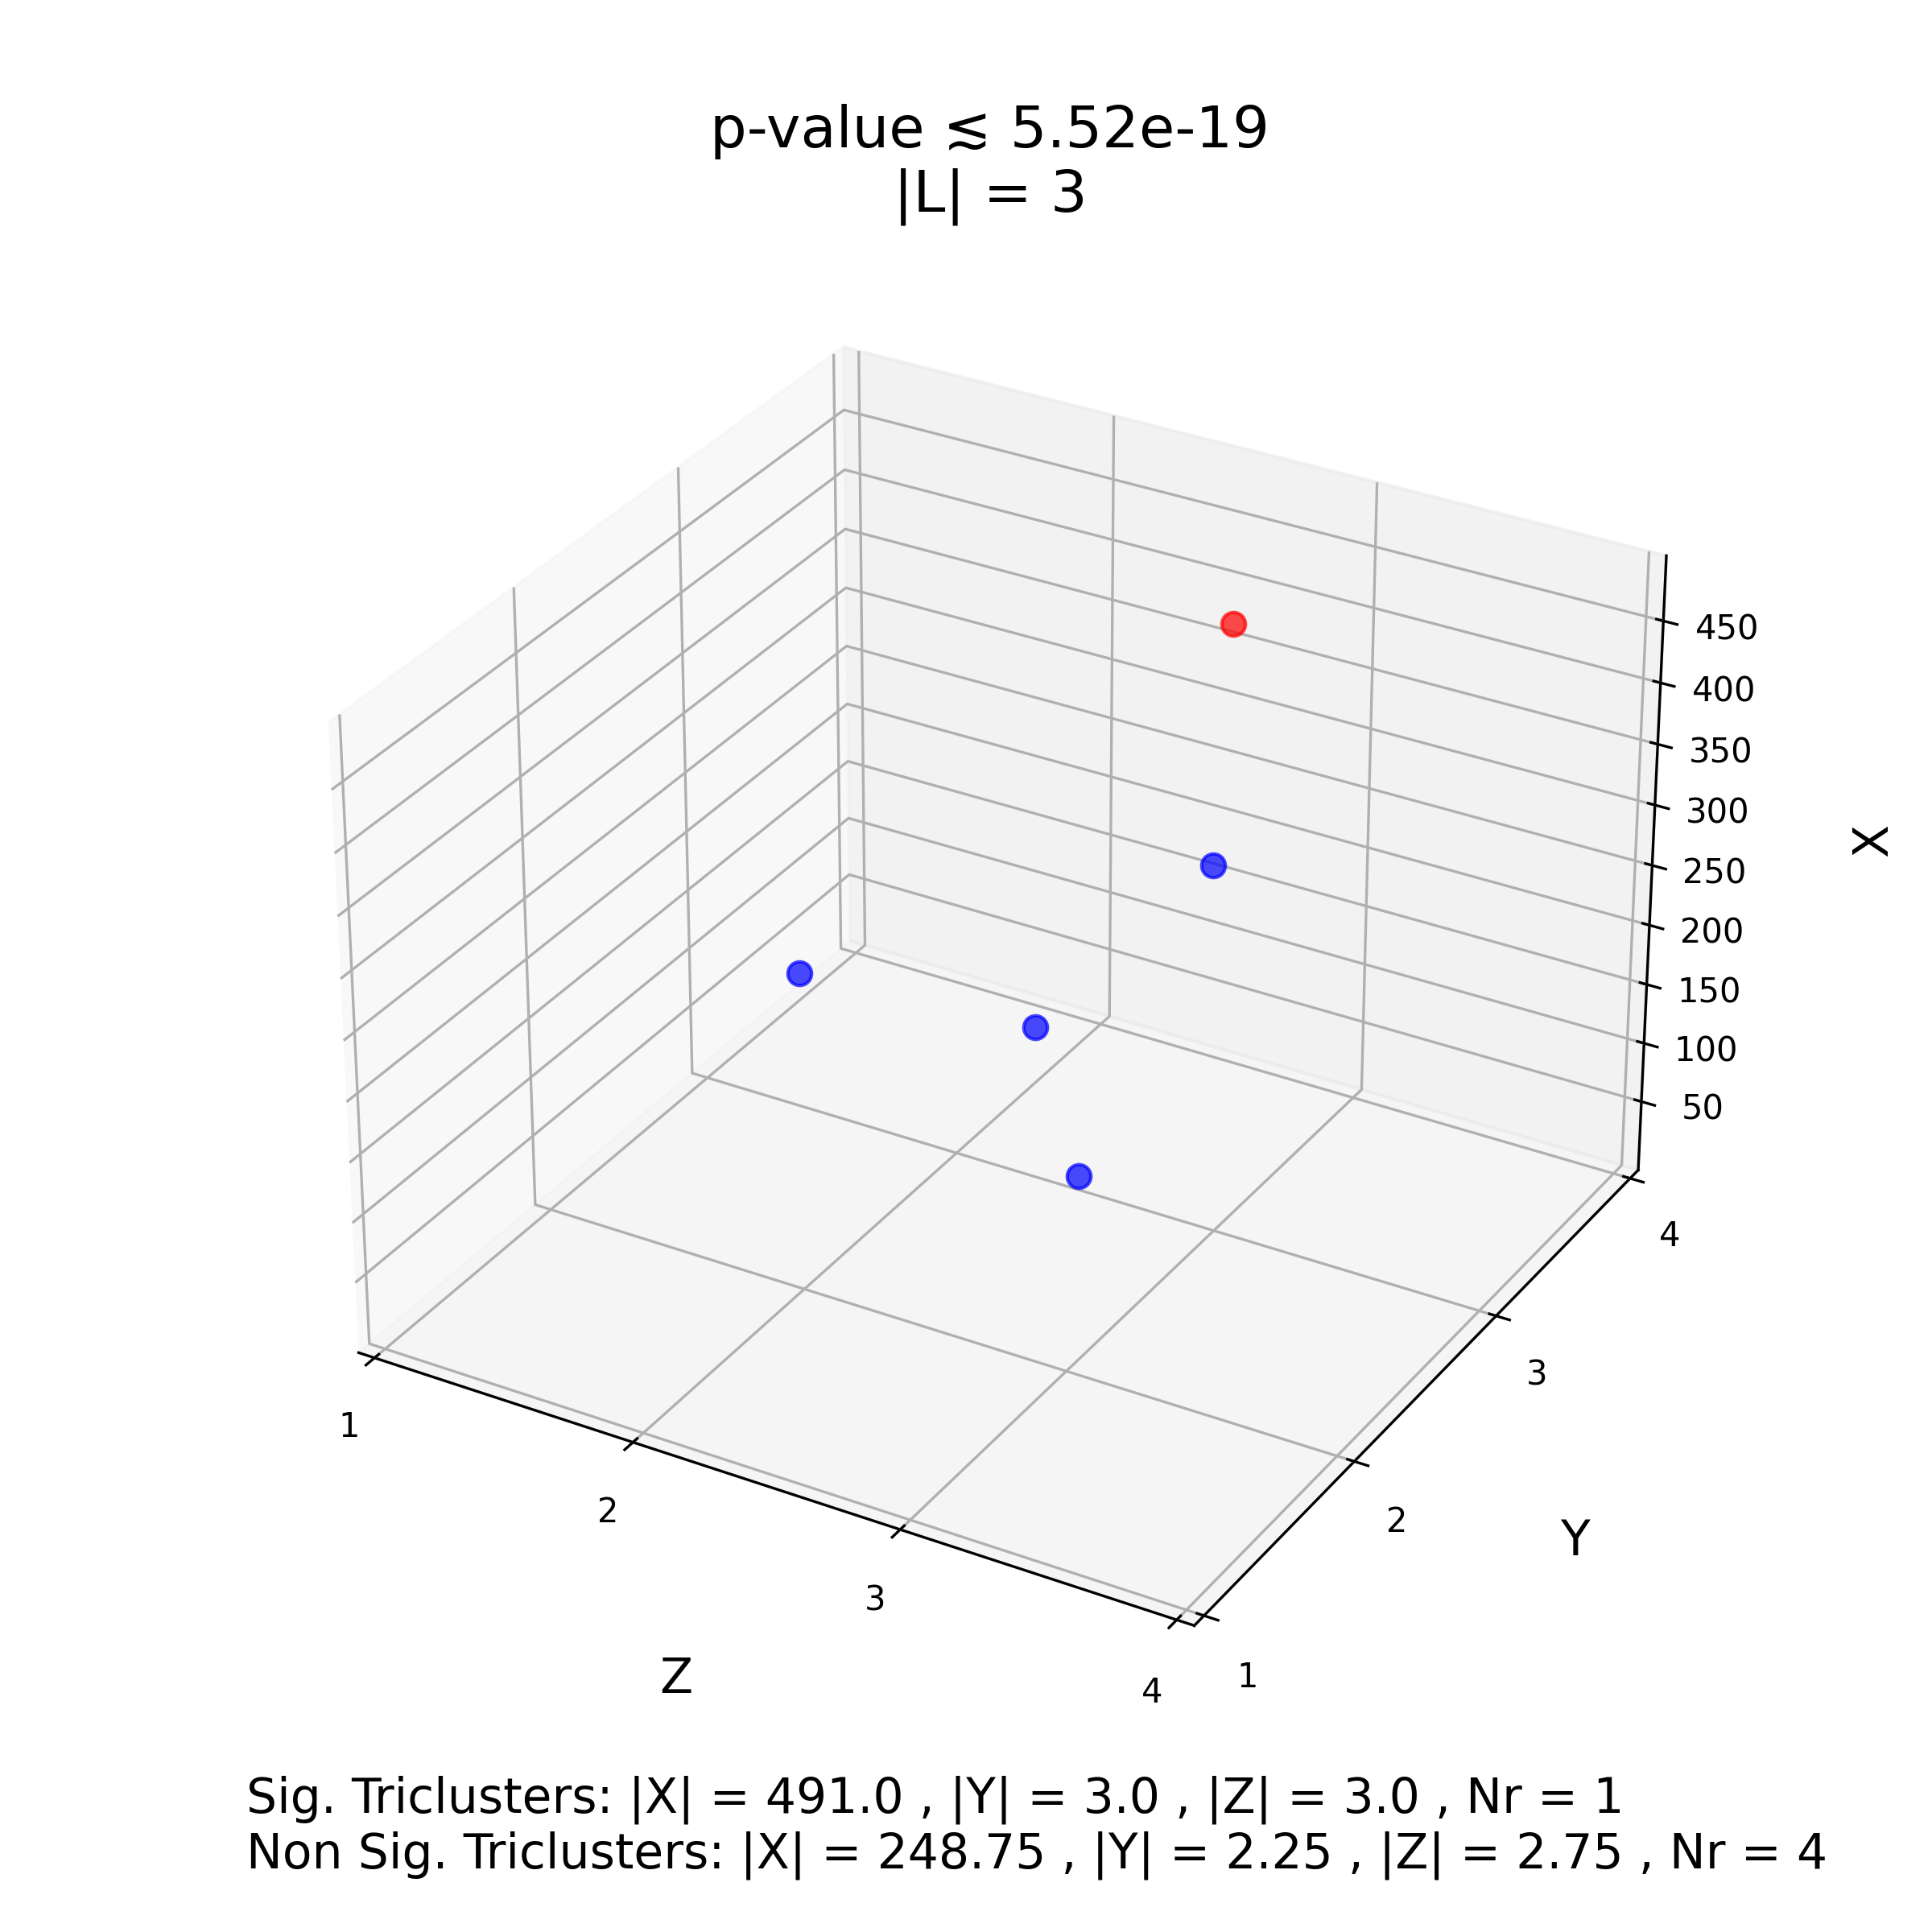 p-value ⪅ 5.52e-19
|L| = 3
450
400
350
300
250
200
150
100
50
X
4
3
2
1
Y
1
2
3
4
Z
Sig. Triclusters: |X| = 491.0 , |Y| = 3.0 , |Z| = 3.0 , Nr = 1
Non Sig. Triclusters: |X| = 248.75 , |Y| = 2.25 , |Z| = 2.75 , Nr = 4